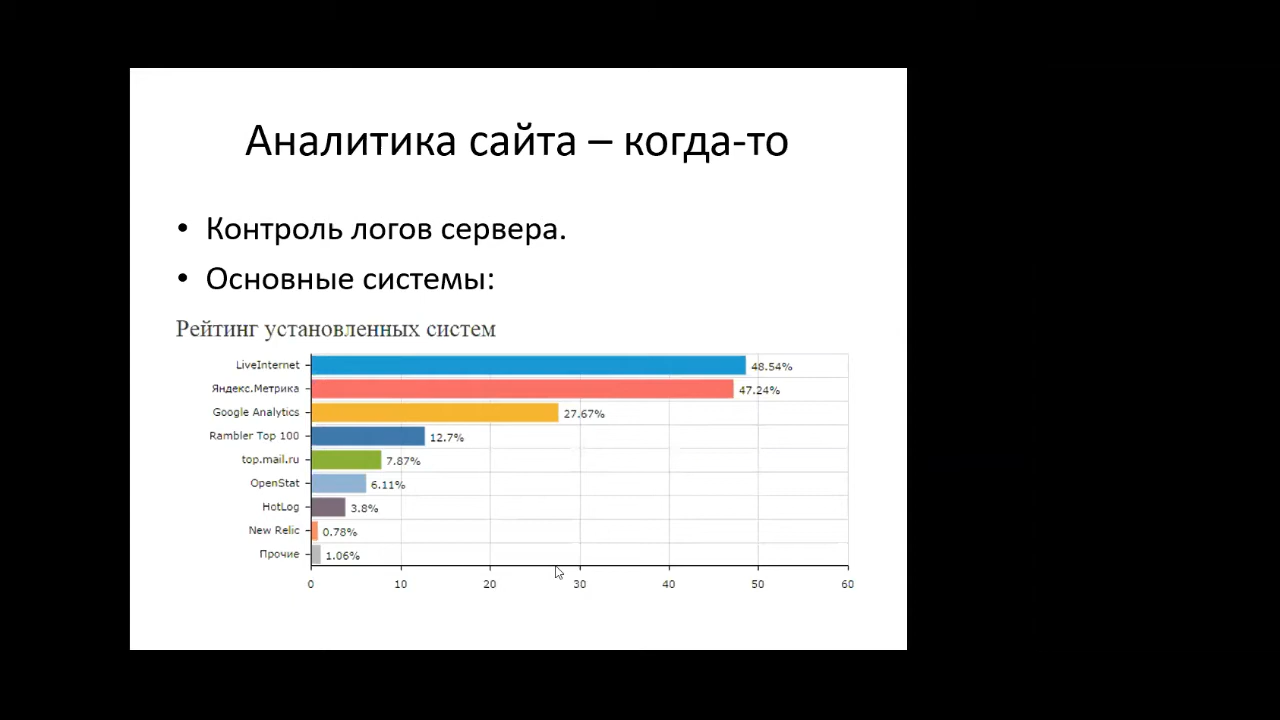 Аналитика сайта – когда-то
• Контроль логов сервера.
• Основные системы:
Рейтинг установленных систем
LiveInternet 48.54%
Яндекс.Метрика 47.24%
Google Analytics 27.67%
Rambler Top 100 12.7%
top.mail.ru 7.87%
OpenStat 6.11%
HotLog 3.8%
New Relic 0.78%
Прочие 1.06%
0 10 20 30 40 50 60